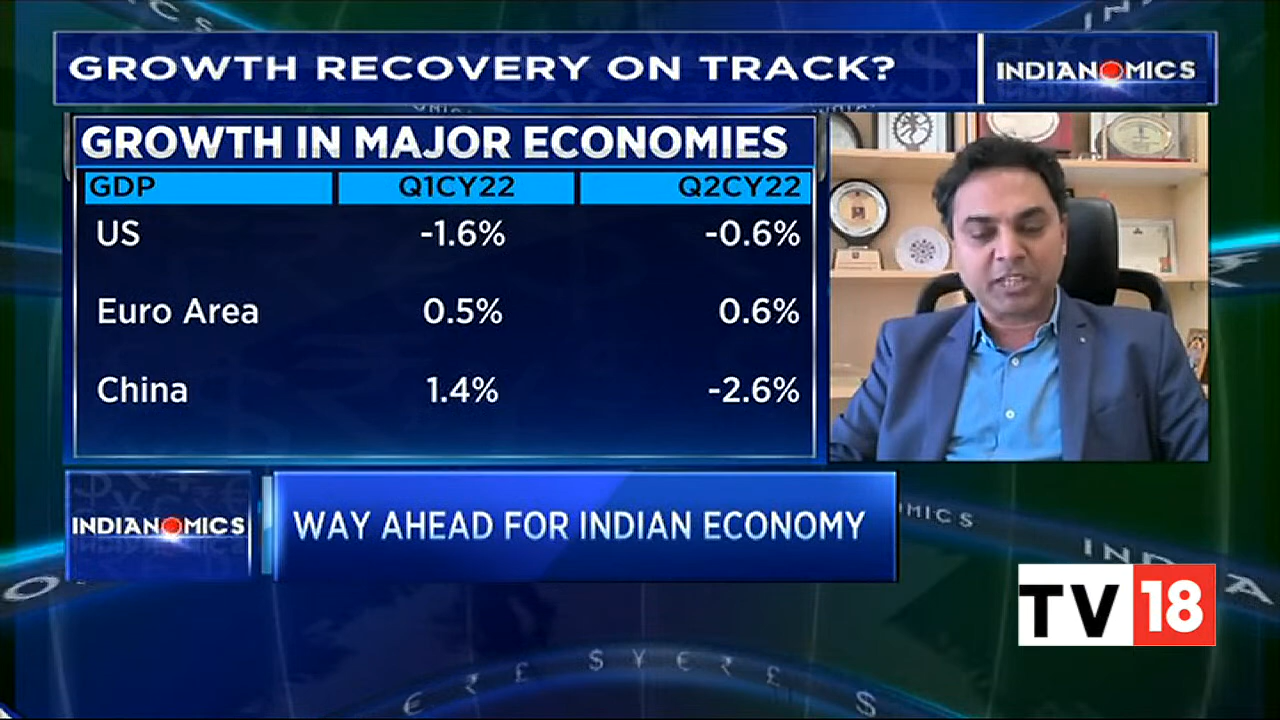 GROWTH RECOVERY ON TRACK?
INDIANOMICS
GROWTH IN MAJOR ECONOMIES
GDP Q1CY22 Q2CY22
US -1.6% -0.6%
Euro Area 0.5% 0.6%
China 1.4% -2.6%
INDIANOMICS
WAY AHEAD FOR INDIAN ECONOMY
TV18